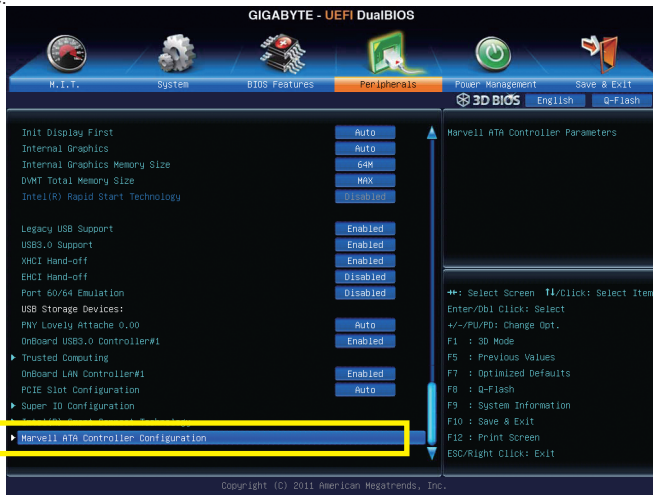 GIGABYTE - UEFI DualBIOS
M.I.T. System BIOS Features Peripherals Power Management Save & Exit
3D BIOS English Q-Flash
Init Display First Auto
Internal Graphics Auto
Internal Graphics Memory Size 64M
DVMT Total Memory Size MAX
Intel(R) Rapid Start Technology Disabled
Legacy USB Support Enabled
USB3.0 Support Enabled
XHCI Hand-off Enabled
EHCI Hand-off Disabled
Port 60/64 Emulation Disabled
USB Storage Devices:
PNY Lovely Attache 0.00 Auto
OnBoard USB3.0 Controller#1 Enabled
Trusted Computing
OnBoard LAN Controller#1 Enabled
PCIE Slot Configuration Auto
Super IO Configuration
Intel(R) Smart Connect Technology
Marvell ATA Controller Configuration
Marvell ATA Controller Parameters
→←: Select Screen ↑↓/Click: Select Item
Enter/Dbl Click: Select
+/-/PU/PD: Change Opt.
F1 : 3D Mode
F5 : Previous Values
F7 : Optimized Defaults
F8 : Q-Flash
F9 : System Information
F10 : Save & Exit
F12 : Print Screen
ESC/Right Click: Exit
Copyright (C) 2011 American Megatrends, Inc.